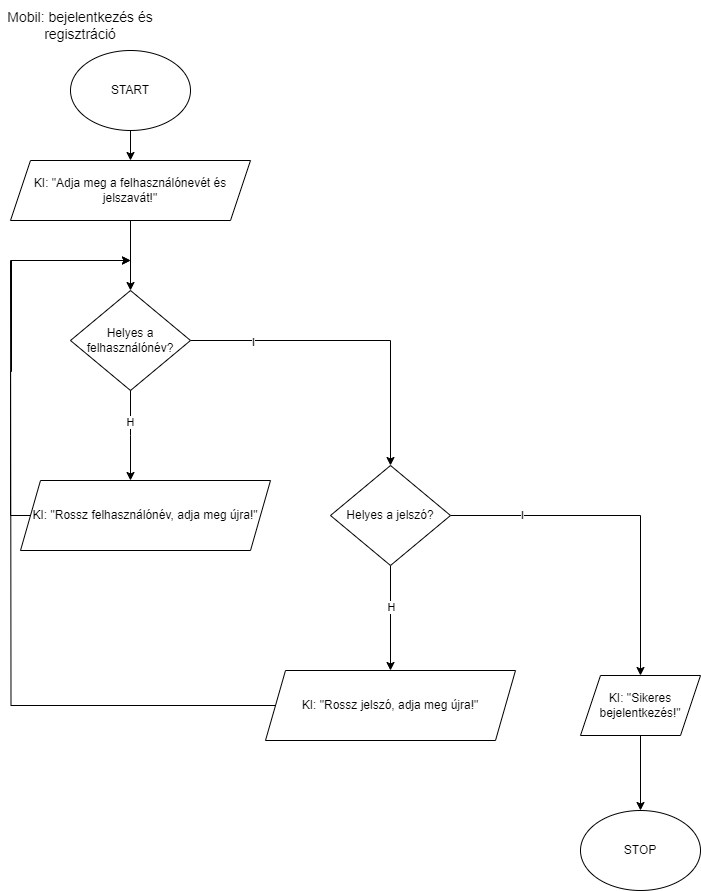 Mobil: bejelentkezés és
regisztráció
START
KI: "Adja meg a felhasználónevét és
jelszavát!"
Helyes a
felhasználónév?
I
H
KI: "Rossz felhasználónév, adja meg újra!"
Helyes a jelszó?
I
H
KI: "Rossz jelszó, adja meg újra!"
KI: "Sikeres
bejelentkezés!"
STOP